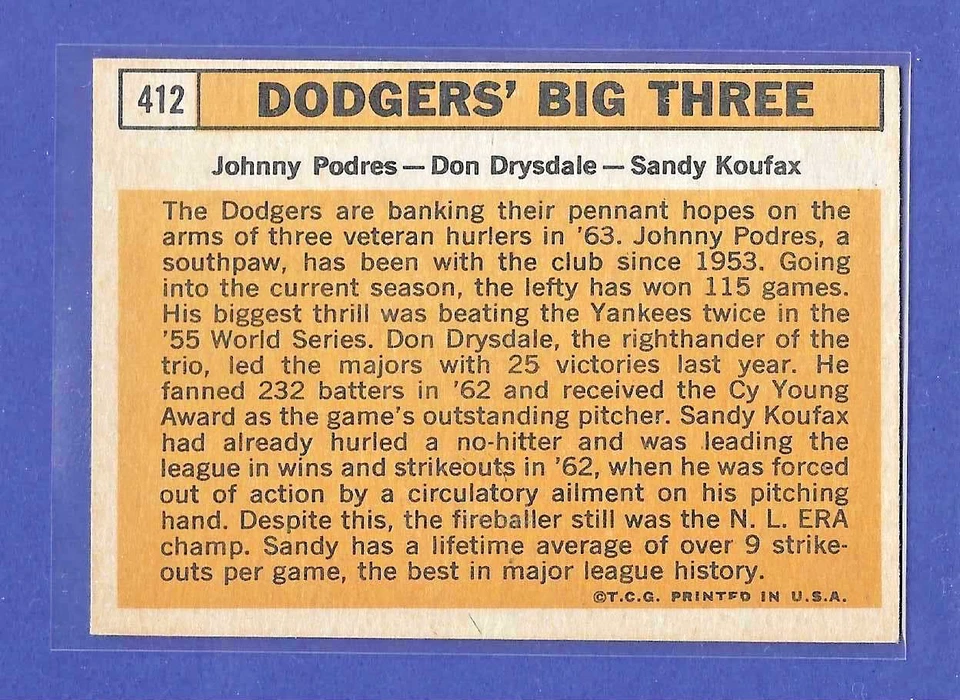 412
DODGERS' BIG THREE
Johnny Podres — Don Drysdale — Sandy Koufax
The Dodgers are banking their pennant hopes on the
arms of three veteran hurlers in '63. Johnny Podres, a
southpaw, has been with the club since 1953. Going
into the current season, the lefty has won 115 games.
His biggest thrill was beating the Yankees twice in the
'55 World Series. Don Drysdale, the righthander of the
trio, led the majors with 25 victories last year. He
fanned 232 batters in '62 and received the Cy Young
Award as the game's outstanding pitcher. Sandy Koufax
had already hurled a no-hitter and was leading the
league in wins and strikeouts in '62, when he was forced
out of action by a circulatory ailment on his pitching
hand. Despite this, the fireballer still was the N. L. ERA
champ. Sandy has a lifetime average of over 9 strike-
outs per game, the best in major league history.
©T.C.G. PRINTED IN U.S.A.